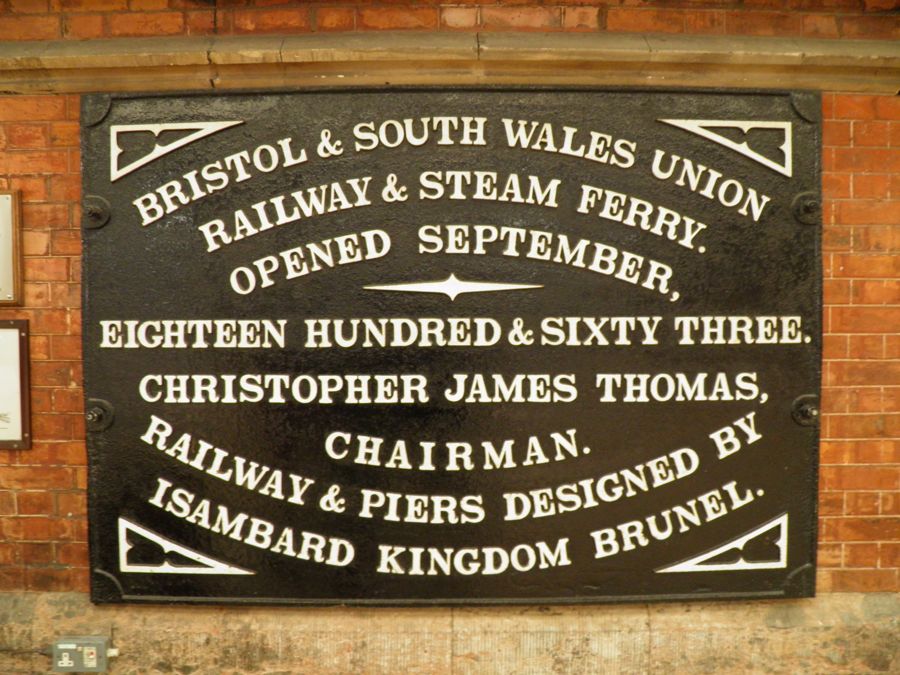 BRISTOL & SOUTH WALES UNION
RAILWAY & STEAM FERRY.
OPENED SEPTEMBER,
EIGHTEEN HUNDRED & SIXTY THREE.
CHRISTOPHER JAMES THOMAS,
CHAIRMAN.
RAILWAY & PIERS DESIGNED BY
ISAMBARD KINGDOM BRUNEL.